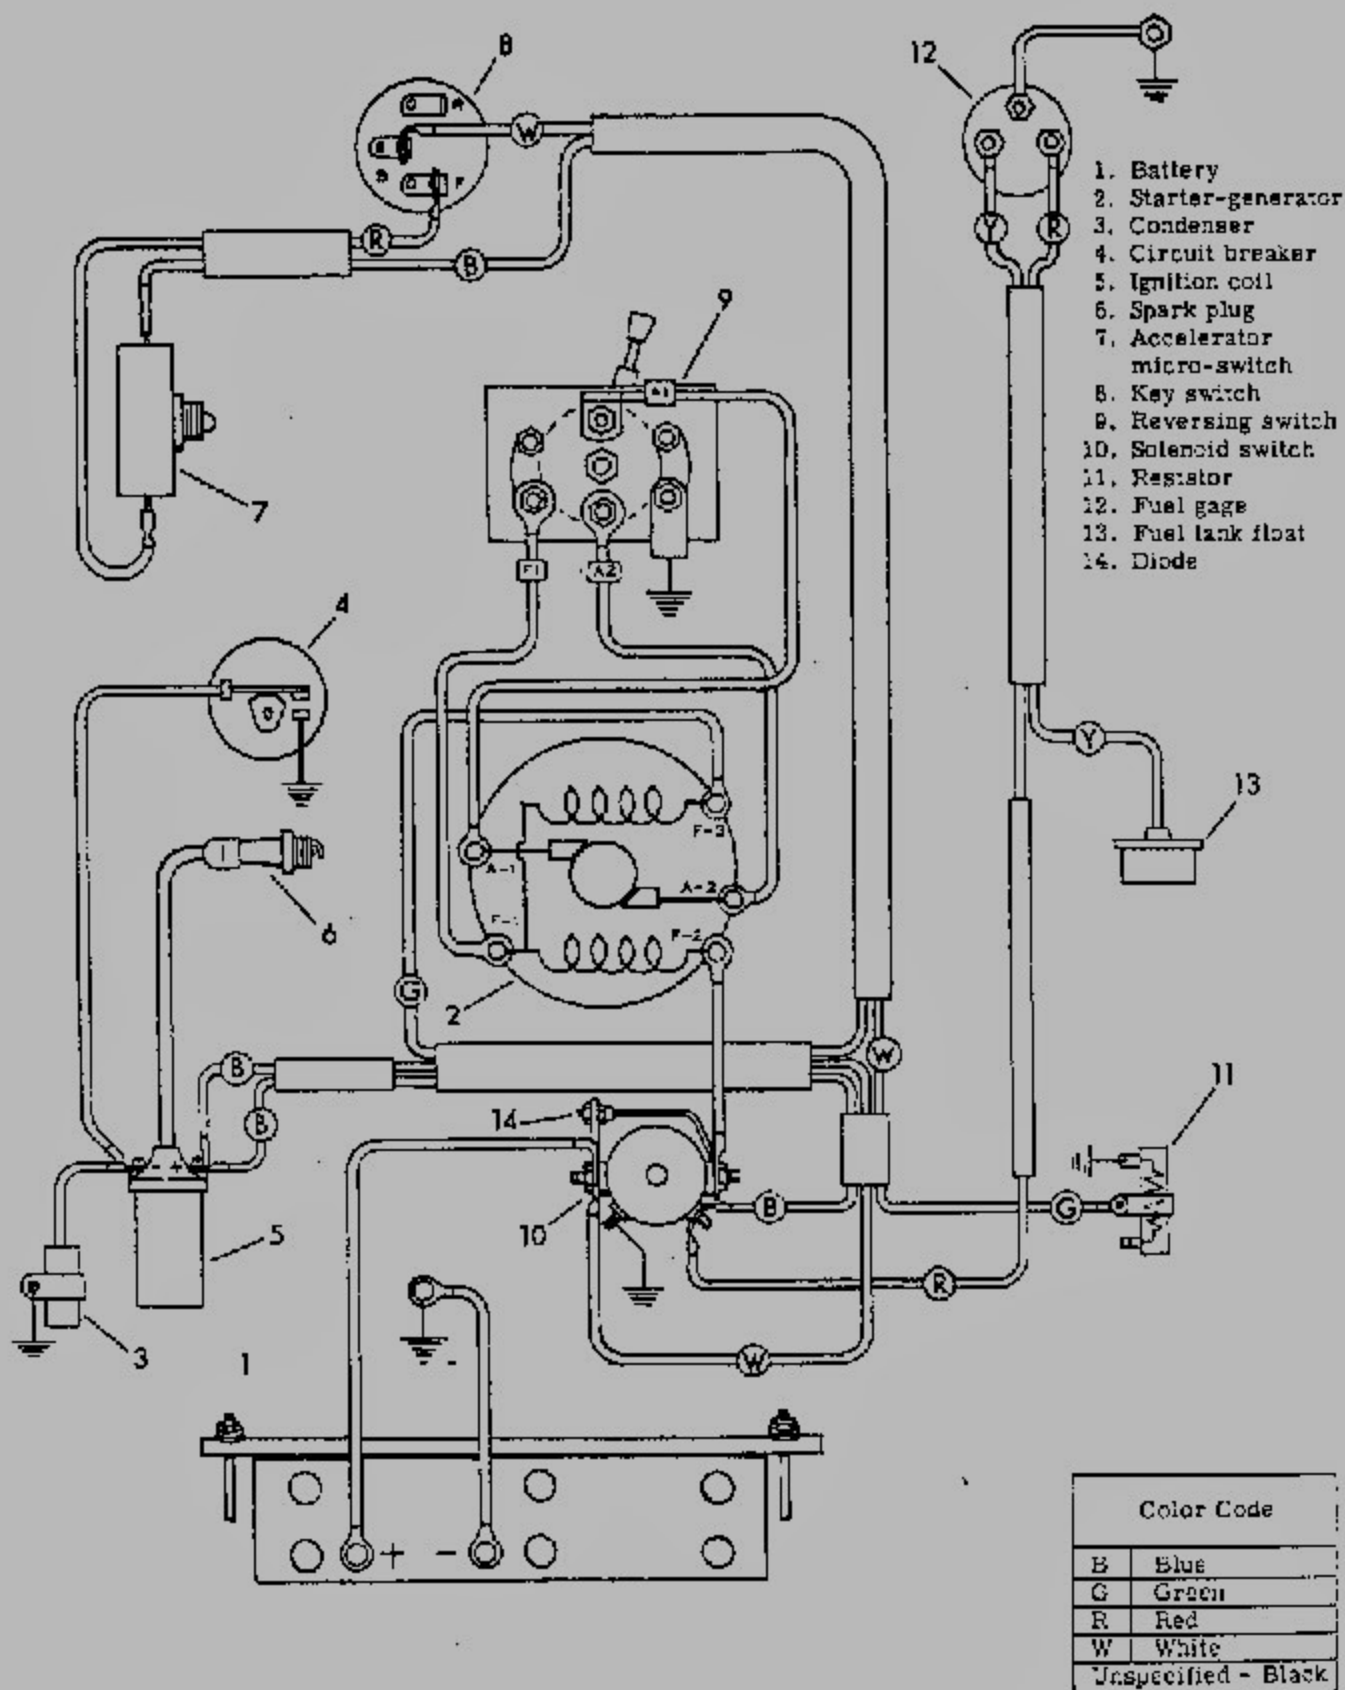 8
12
W
1. Battery
2. Starter-generator
3. Condenser
4. Circuit breaker
5. Ignition coil
6. Spark plug
7. Accelerator
micro-switch
8. Key switch
9. Reversing switch
10. Solenoid switch
11. Resistor
12. Fuel gage
13. Fuel tank float
14. Diode
R
B
Y
R
9
A1
7
F1
A2
4
Y
13
F-3
A-1
A-2
6
F-2
G
2
W
B
B
14
11
10
B
G
5
R
3
1
W
+ -
Color Code
B Blue
G Green
R Red
W White
Unspecified - Black